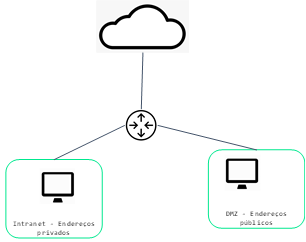 Intranet - Endereços
privados
DMZ - Endereços
públicos